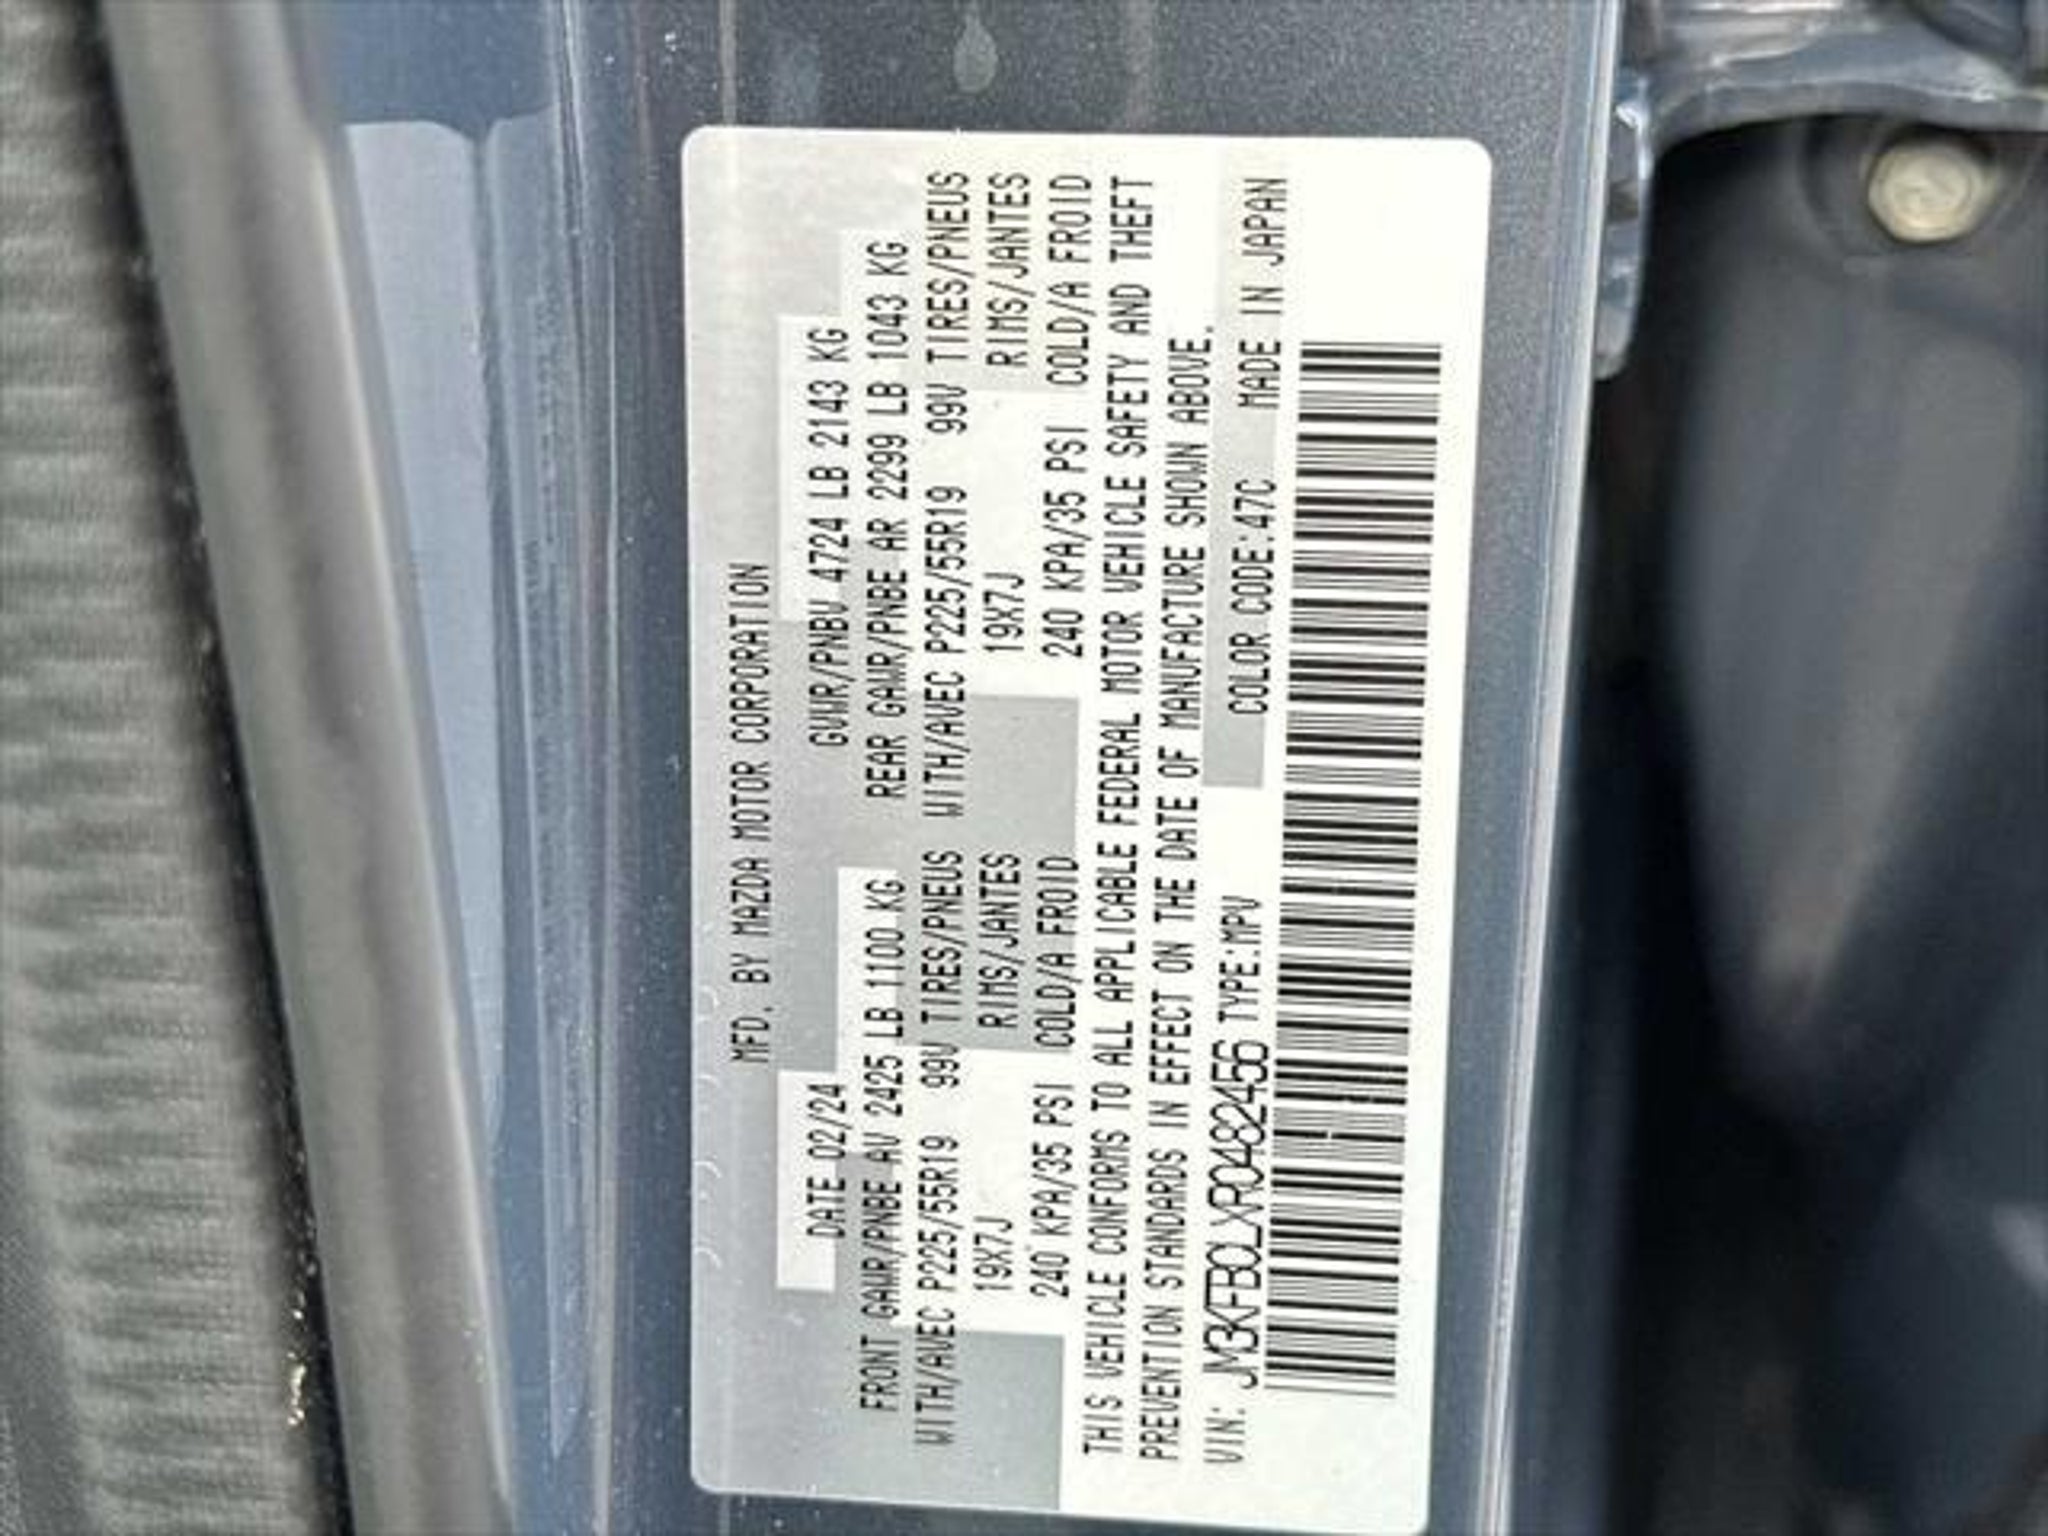 MFD. BY MAZDA MOTOR CORPORATION
DATE 02/24 GVWR/PNBV 4724 LB 2143 KG
FRONT GAWR/PNBE AV 2425 LB 1100 KG REAR GAWR/PNBE AR 2299 LB 1043 KG
WITH/AVEC P225/55R19 99V TIRES/PNEUS WITH/AVEC P225/55R19 99V TIRES/PNEUS
19X7J RIMS/JANTES 19X7J RIMS/JANTES
240 KPA/35 PSI COLD/A FROID 240 KPA/35 PSI COLD/A FROID
THIS VEHICLE CONFORMS TO ALL APPLICABLE FEDERAL MOTOR VEHICLE SAFETY AND THEFT
PREVENTION STANDARDS IN EFFECT ON THE DATE OF MANUFACTURE SHOWN ABOVE.
VIN: JM3KFBCLXR0482456 TYPE:MPV COLOR CODE:47C MADE IN JAPAN